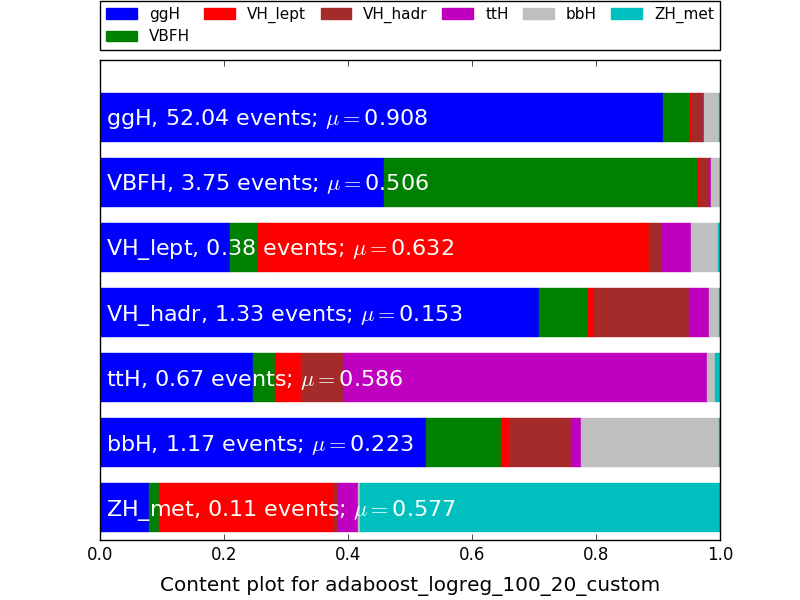 ggH VH_lept VH_hadr ttH bbH ZH_met
VBFH
ggH, 52.04 events; μ = 0.908
VBFH, 3.75 events; μ = 0.506
VH_lept, 0.38 events; μ = 0.632
VH_hadr, 1.33 events; μ = 0.153
ttH, 0.67 events; μ = 0.586
bbH, 1.17 events; μ = 0.223
ZH_met, 0.11 events; μ = 0.577
0.0 0.2 0.4 0.6 0.8 1.0
Content plot for adaboost_logreg_100_20_custom